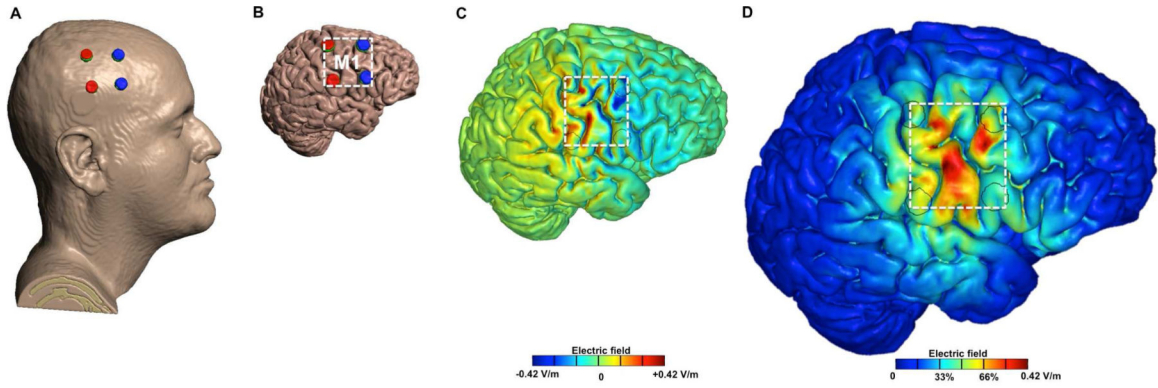 A
B
C
D
M1
Electric field
-0.42 V/m 0 +0.42 V/m
Electric field
0 33% 66% 0.42 V/m